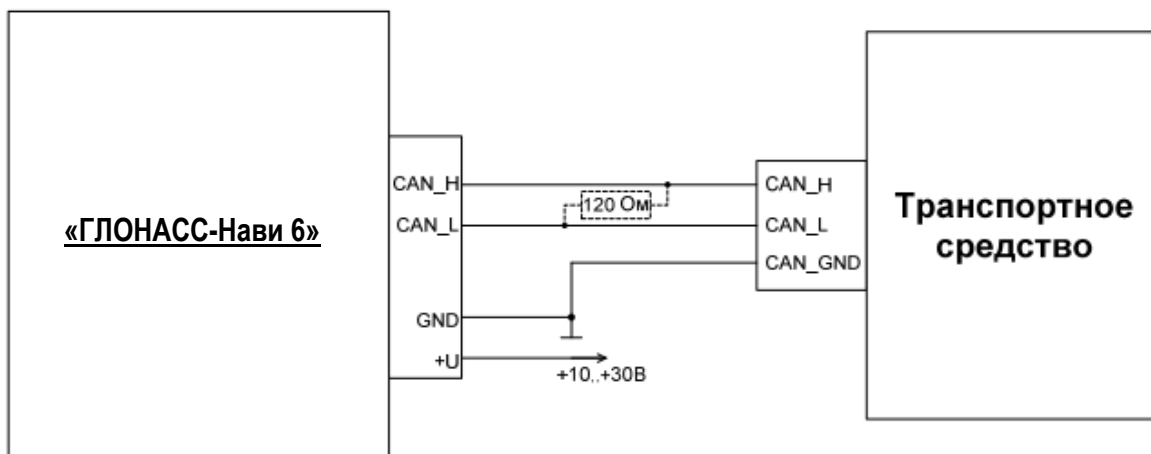 «ГЛОНАСС-Нави 6»
CAN_H
CAN_L
GND
+U
120 Ом
+10..+30В
CAN_H
CAN_L
CAN_GND
Транспортное
средство